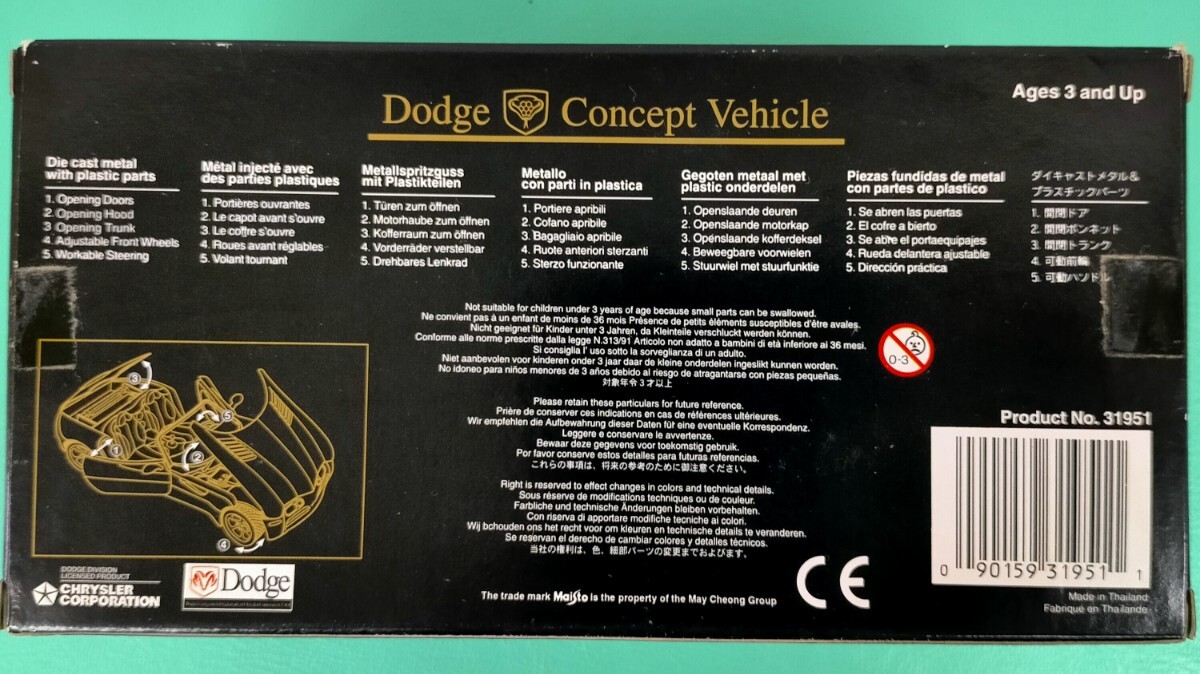 Dodge Concept Vehicle
Ages 3 and Up
Die cast metal
with plastic parts
1. Opening Doors
2. Opening Hood
3. Opening Trunk
4. Adjustable Front Wheels
5. Workable Steering
Métal injecté avec
des parties plastiques
1. Portières ouvrantes
2. Le capot avant s'ouvre
3. Le coffre s'ouvre
4. Roues avant réglables
5. Volant tournant
Metallspritzguss
mit Plastikteilen
1. Türen zum öffnen
2. Motorhaube zum öffnen
3. Kofferraum zum öffnen
4. Vorderräder verstellbar
5. Drehbares Lenkrad
Metallo
con parti in plastica
1. Portiere apribili
2. Cofano apribile
3. Bagagliaio apribile
4. Ruote anteriori sterzanti
5. Sterzo funzionante
Gegoten metaal met
plastic onderdelen
1. Openslaande deuren
2. Openslaande motorkap
3. Openslaande kofferdeksel
4. Beweegbare voorwielen
5. Stuurwiel met stuurfunktie
Piezas fundidas de metal
con partes de plastico
1. Se abren las puertas
2. El cofre a bierto
3. Se abre el portaequipajes
4. Rueda delantera ajustable
5. Dirección práctica
ダイキャストメタル&
プラスチックパーツ
1. 開閉ドア
2. 開閉ボンネット
3. 開閉トランク
4. 可動前輪
5. 可動ハンドル
Not suitable for children under 3 years of age because small parts can be swallowed.
Ne convient pas à un enfant de moins de 36 mois Présence de petits éléments susceptibles d'être avales.
Nicht geeignet für Kinder unter 3 Jahren, da Kleinteile verschluckt werden können.
Conforme alle norme prescritte dalla legge N.313/91 Articolo non adatto a bambini di età inferiore ai 36 mesi.
Si consiglia l' uso sotto la sorveglianza di un adulto.
Niet aanbevolen voor kinderen onder 3 jaar daar de kleine onderdelen ingeslikt kunnen worden.
No idoneo para niños menores de 3 años debido al riesgo de atragantarse con piezas pequeñas.
対象年令3才以上
0-3
Please retain these particulars for future reference.
Prière de conserver ces indications en cas de références ultérieures.
Wir empfehlen die Aufbewahrung dieser Daten für eine eventuelle Korrespondenz.
Leggere e conservare le avvertenze.
Bewaar deze gegevens voor toekomstig gebruik.
Por favor conserve estos detalles para futuras referencias.
これらの事項は、将来の参考のために御注意ください。
Right is reserved to effect changes in colors and technical details.
Sous réserve de modifications techniques ou de couleur.
Farbliche und technische Änderungen bleiben vorbehalten.
Con riserva di apportare modifiche tecniche ai colori.
Wij bchouden ons het recht voor om kleuren en technische details te veranderen.
Se reservan el derecho de cambiar colores y detalles técnicos.
当社の権利は、色、細部パーツの変更までおよびます。
The trade mark Maisto is the property of the May Cheong Group
1
2
3
4
5
DODGE DIVISION
LICENSED PRODUCT
CHRYSLER
CORPORATION
Dodge
CE
Product No. 31951
0 90159 31951 1
Made in Thailand
Fabriqué en Thaïlande